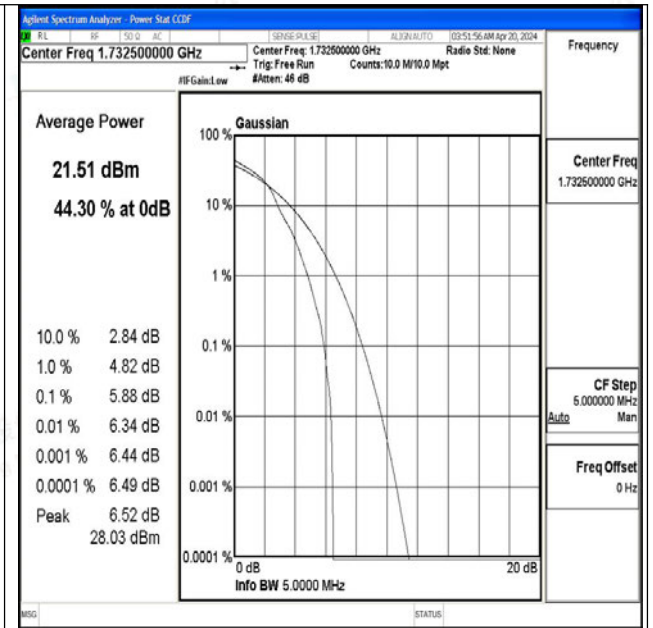 Agilent Spectrum Analyzer - Power Stat CCDF
RL RF 50 Ω AC SENSE:PULSE ALIGN AUTO 03:51:56 AM Apr 20, 2024
Center Freq 1.732500000 GHz
Center Freq: 1.732500000 GHz Radio Std: None
Trig: Free Run Counts:10.0 M/10.0 Mpt
#IFGain:Low #Atten: 46 dB
Frequency
Average Power
21.51 dBm
44.30 % at 0dB
10.0 % 2.84 dB
1.0 % 4.82 dB
0.1 % 5.88 dB
0.01 % 6.34 dB
0.001 % 6.44 dB
0.0001 % 6.49 dB
Peak 6.52 dB
28.03 dBm
Gaussian
100 %
10 %
1 %
0.1 %
0.01 %
0.001 %
0.0001 %
0 dB 20 dB
Info BW 5.0000 MHz
Center Freq
1.732500000 GHz
CF Step
5.000000 MHz
Auto Man
Freq Offset
0 Hz
MSG STATUS